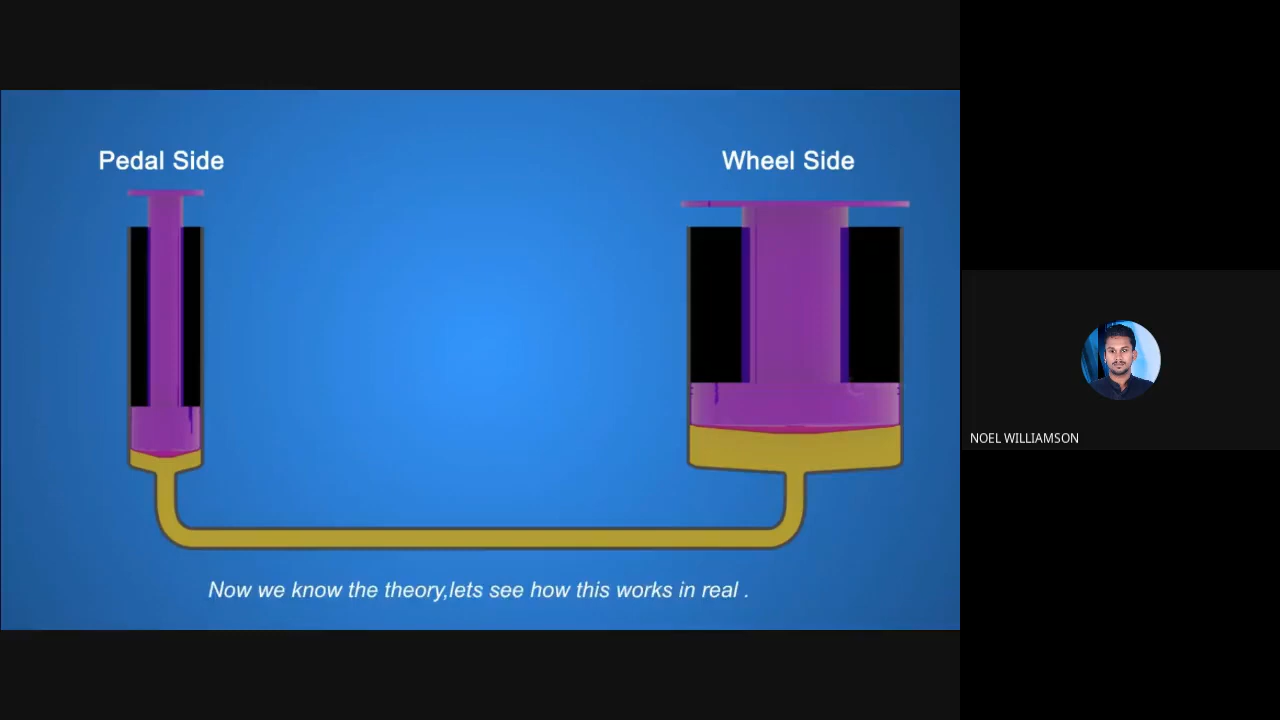 Pedal Side
Wheel Side
Now we know the theory,lets see how this works in real .
NOEL WILLIAMSON